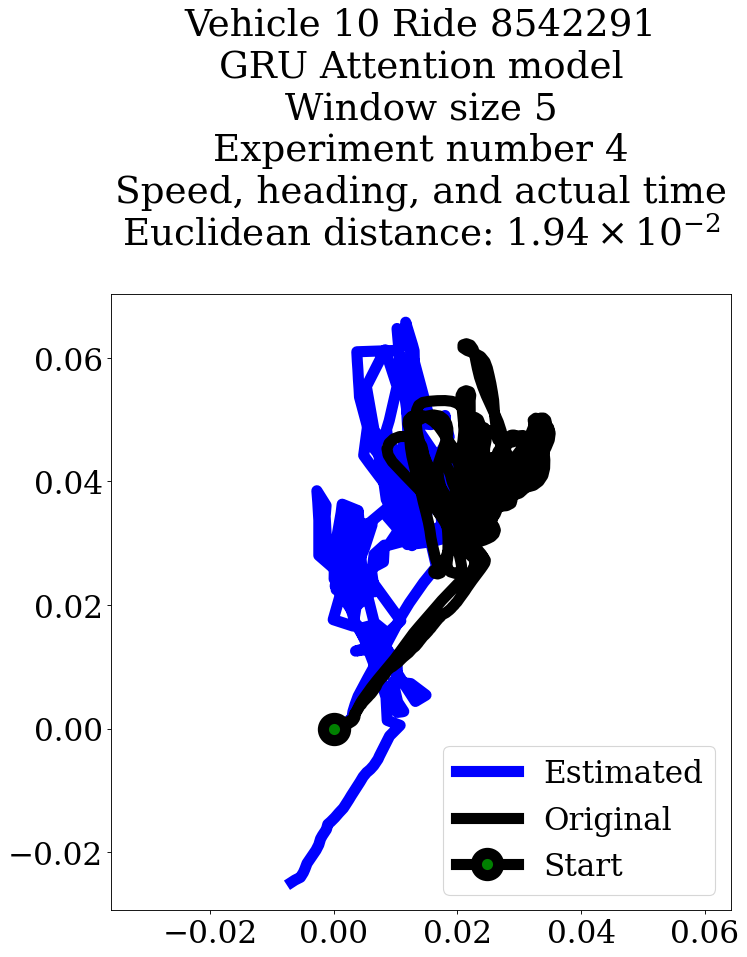 Vehicle 10 Ride 8542291
GRU Attention model
Window size 5
Experiment number 4
Speed, heading, and actual time
Euclidean distance: 1.94 × 10⁻²
0.06
0.04
0.02
0.00
−0.02
Estimated
Original
Start
−0.02 0.00 0.02 0.04 0.06